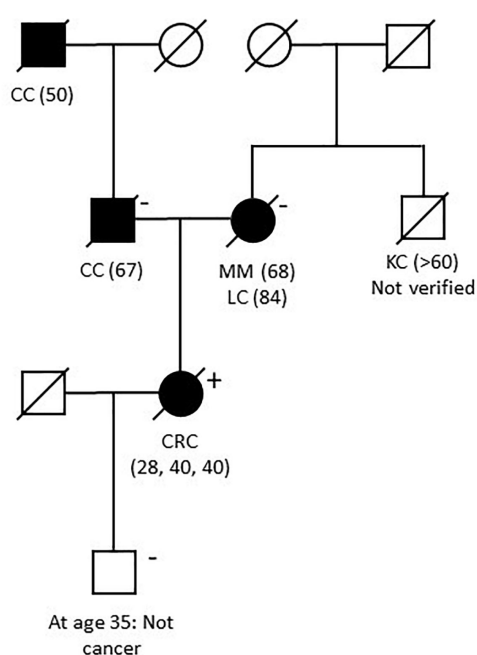 CC (50)
-
-
CC (67)
MM (68)
LC (84)
KC (>60)
Not verified
+
CRC
(28, 40, 40)
-
At age 35: Not
cancer